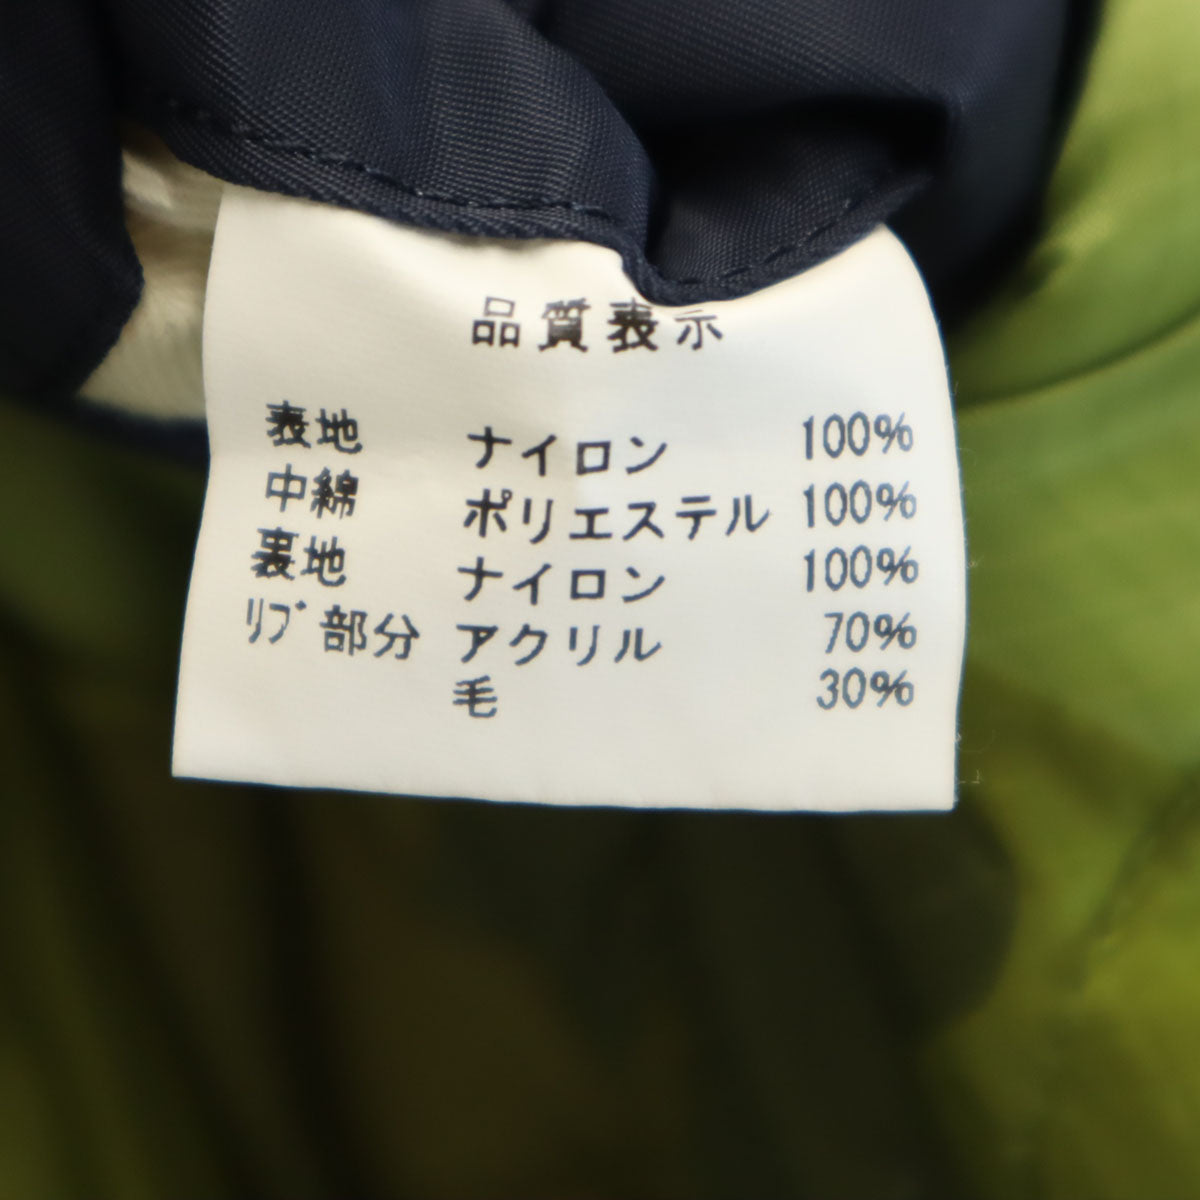 品質表示
表地 ナイロン 100%
中綿 ポリエステル 100%
裏地 ナイロン 100%
ﾘﾌﾞ部分 アクリル 70%
毛 30%